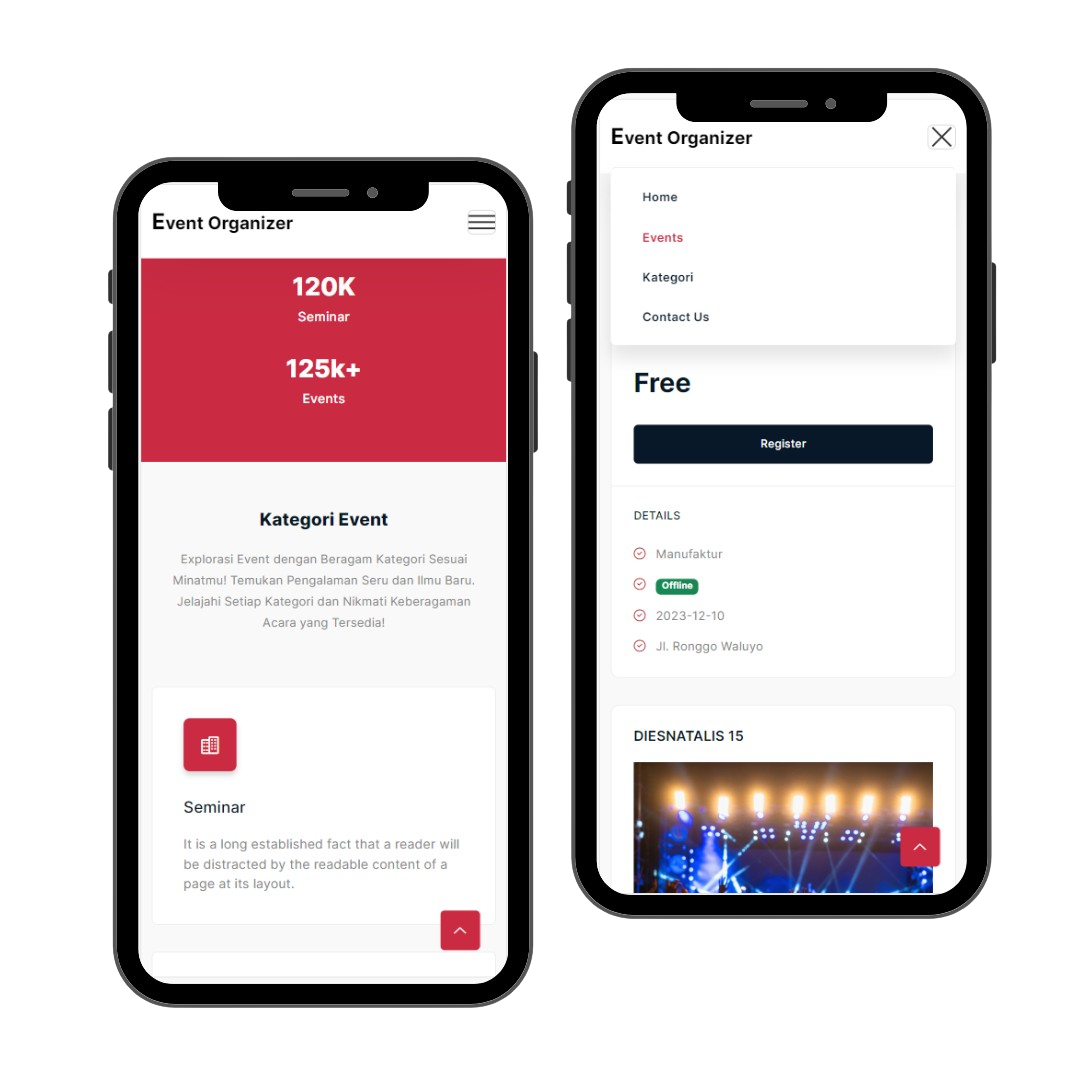 Event Organizer
120K
Seminar
125k+
Events
Kategori Event
Explorasi Event dengan Beragam Kategori Sesuai
Minatmu! Temukan Pengalaman Seru dan Ilmu Baru.
Jelajahi Setiap Kategori dan Nikmati Keberagaman
Acara yang Tersedia!
Seminar
It is a long established fact that a reader will
be distracted by the readable content of a
page at its layout.
Event Organizer
Home
Events
Kategori
Contact Us
Free
Register
DETAILS
Manufaktur
Offline
2023-12-10
Jl. Ronggo Waluyo
DIESNATALIS 15